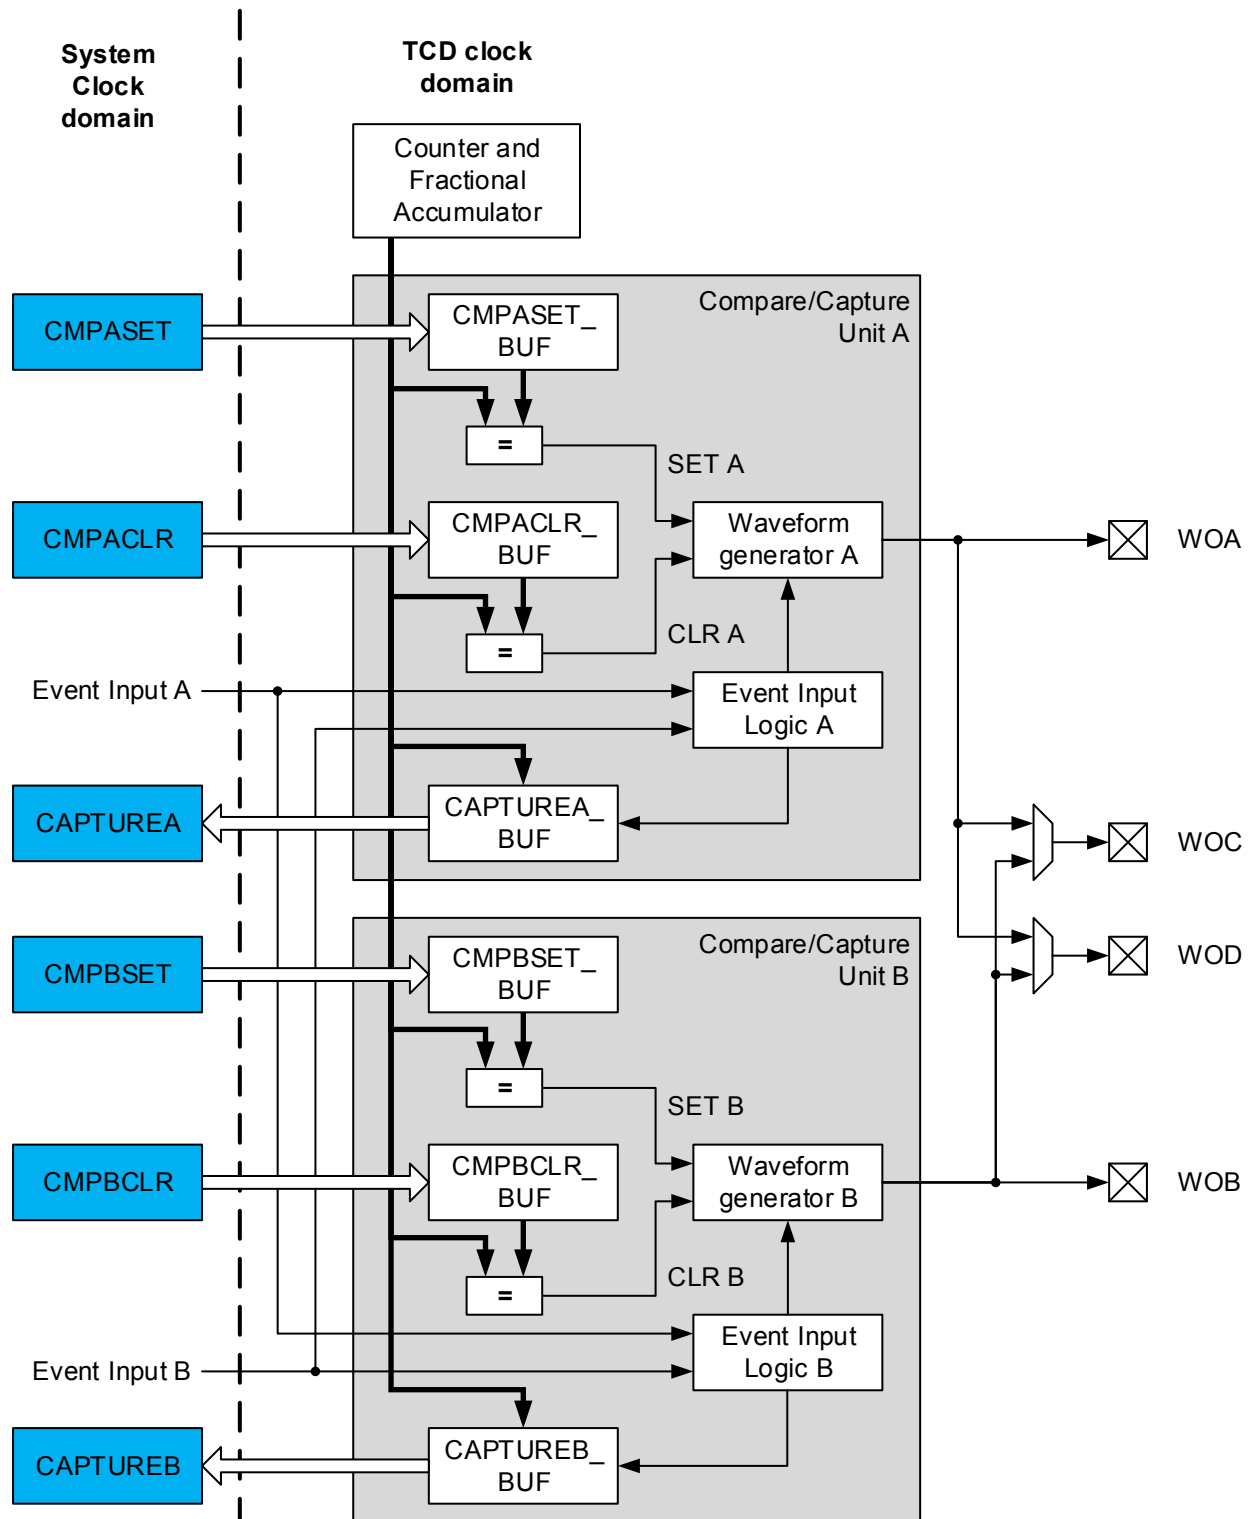 System
Clock
domain
TCD clock
domain
Counter and
Fractional
Accumulator
Compare/Capture
Unit A
CMPASET
CMPASET_
BUF
=
SET A
CMPACLR
CMPACLR_
BUF
Waveform
generator A
WOA
=
CLR A
Event Input A
Event Input
Logic A
CAPTUREA
CAPTUREA_
BUF
WOC
Compare/Capture
Unit B
CMPBSET
CMPBSET_
BUF
WOD
=
SET B
CMPBCLR
CMPBCLR_
BUF
Waveform
generator B
WOB
=
CLR B
Event Input B
Event Input
Logic B
CAPTUREB
CAPTUREB_
BUF